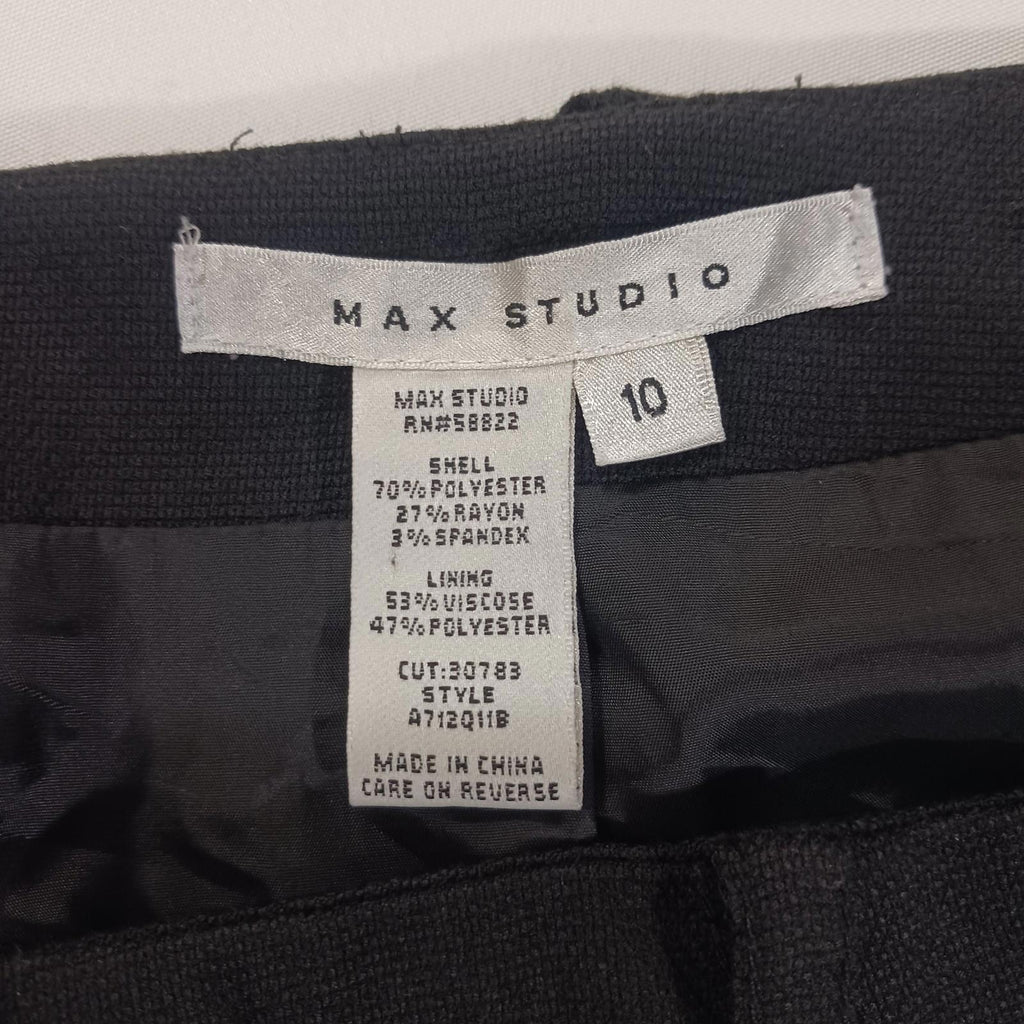 MAX STUDIO
10
MAX STUDIO
RN#58822
SHELL
70% POLYESTER
27% RAYON
3% SPANDEX
LINING
53% VISCOSE
47% POLYESTER
CUT:30783
STYLE
A712Q11B
MADE IN CHINA
CARE ON REVERSE